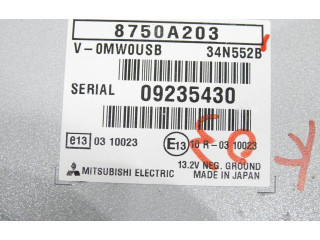 8750A203
V-0MW0USB 34N552B
SERIAL 09235430
e13 03 10023 E13 10 R-03 10023
13.2V NEG. GROUND
MITSUBISHI ELECTRIC MADE IN JAPAN